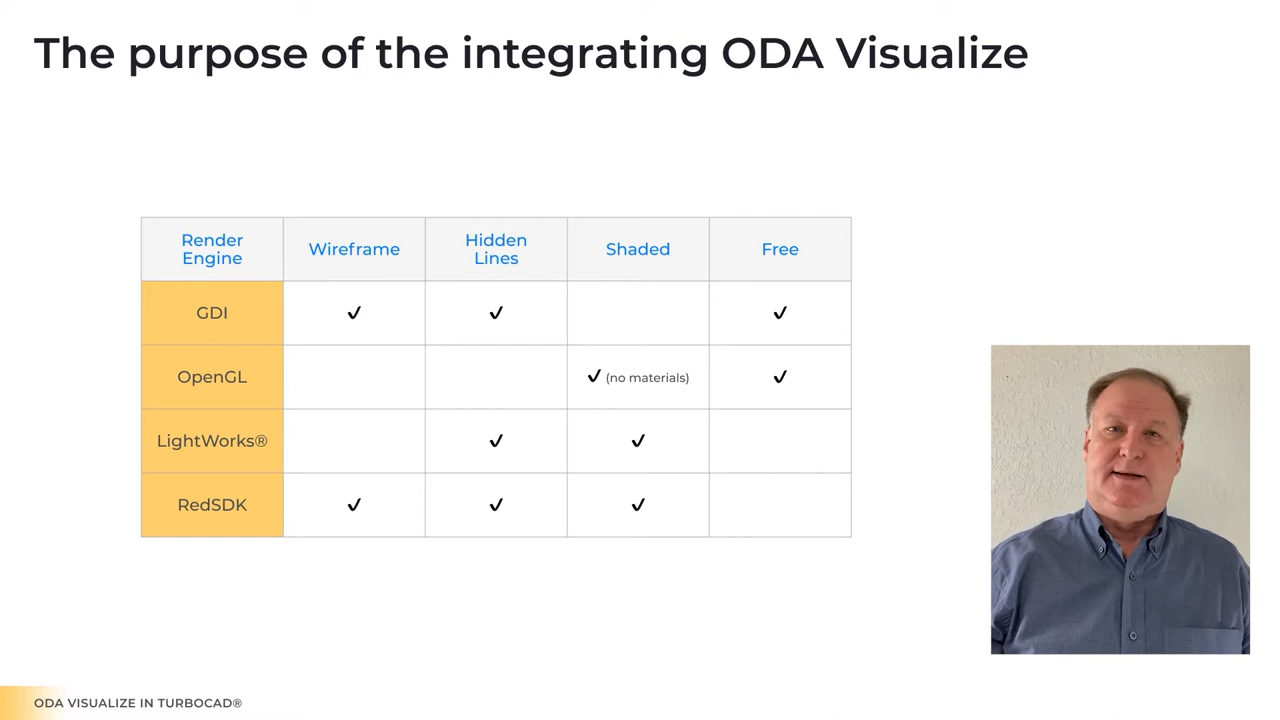 The purpose of the integrating ODA Visualize
Render
Engine
Wireframe
Hidden
Lines
Shaded
Free
GDI
✓
✓
✓
OpenGL
✓ (no materials)
✓
LightWorks®
✓
✓
RedSDK
✓
✓
✓
ODA VISUALIZE IN TURBOCAD®